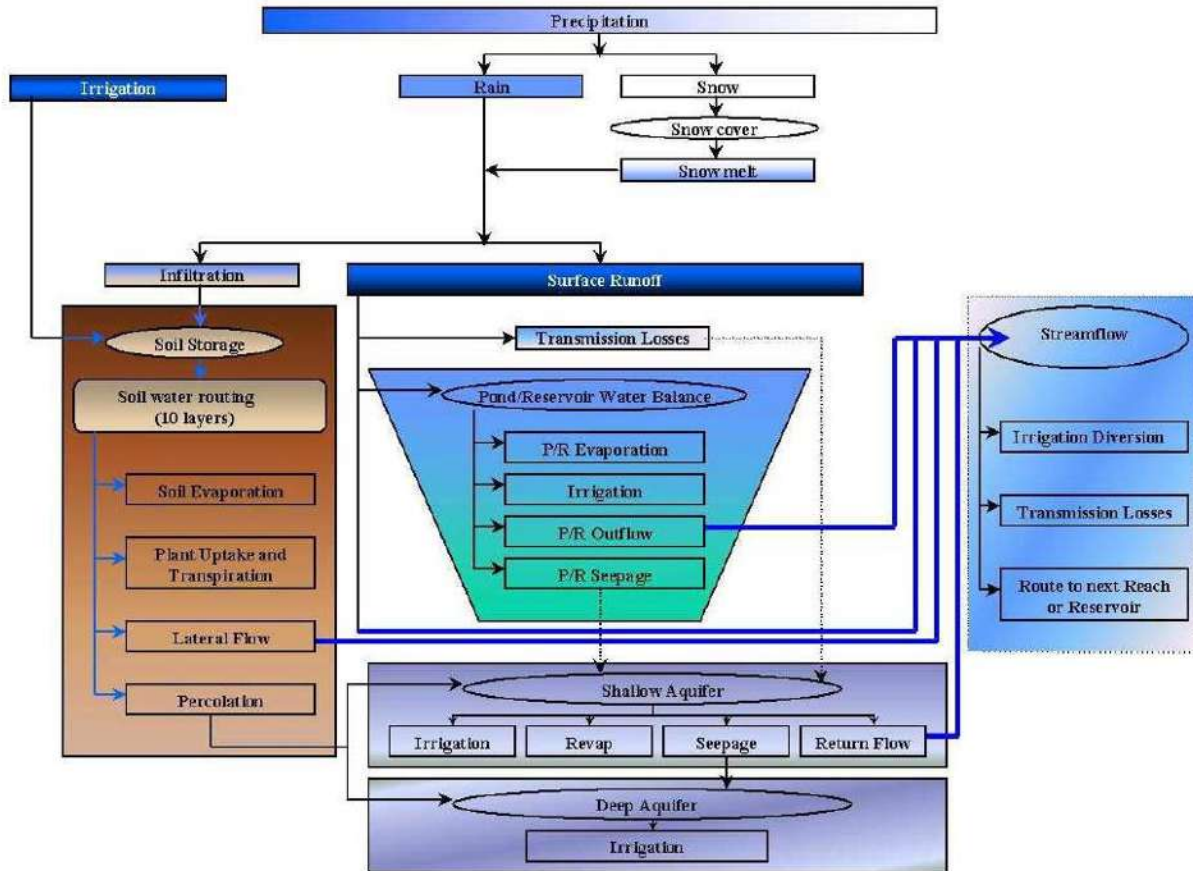 Precipitation
Irrigation
Rain
Snow
Snow cover
Snow melt
Infiltration
Surface Runoff
Soil Storage
Transmission Losses
Streamflow
Soil water routing
(10 layers)
Pond/Reservoir Water Balance
P/R Evaporation
Irrigation
P/R Outflow
P/R Seepage
Irrigation Diversion
Transmission Losses
Route to next Reach
or Reservoir
Soil Evaporation
Plant Uptake and
Transpiration
Lateral Flow
Percolation
Shallow Aquifer
Irrigation
Revap
Seepage
Return Flow
Deep Aquifer
Irrigation